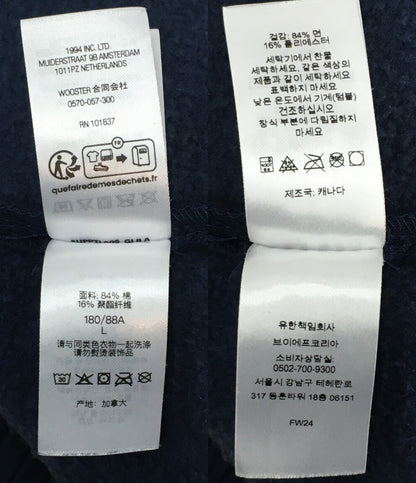 1994 INC. LTD.
MUIDERSTRAAT 9B AMSTERDAM
1011PZ NETHERLANDS
WOOSTER 合同会社
0570-057-300
RN 101837
FR
quefairedemesdechets.fr
面料: 84% 棉
16% 聚酯纤维
180/88A
L
请与同类色衣物一起洗涤
请勿熨烫装饰品
产地: 加拿大
겉감: 84% 면
16% 폴리에스터
세탁기에서 찬물
세탁하세요, 같은 색상의
제품과 같이 세탁하세요
표백하지 마세요
낮은 온도에서 기계(텀블)
건조하십시오
장식 부분에 다림질하지
마세요
제조국: 캐나다
유한책임회사
브이에프코리아
소비자상담실:
0502-700-9300
서울시 강남구 테헤란로
317 동훈타워 18층 06151
FW24